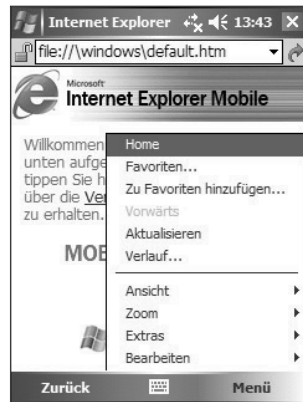 Internet Explorer 13:43
file://windows\default.htm
Microsoft
Internet Explorer Mobile
Willkommen
unten aufge
tippen Sie h
über die Ve
zu erhalten.
MOB
Home
Favoriten...
Zu Favoriten hinzufügen...
Vorwärts
Aktualisieren
Verlauf...
Ansicht
Zoom
Extras
Bearbeiten
Zurück Menü